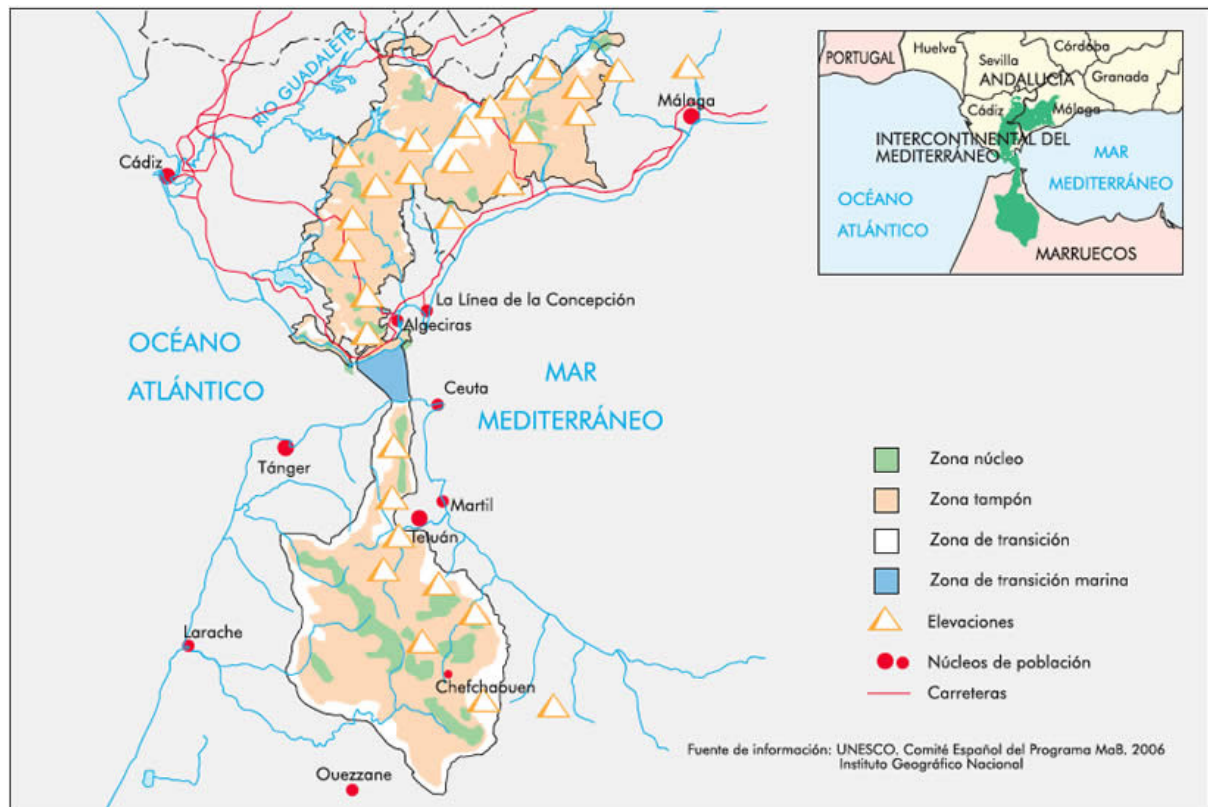 RÍO GUADALETE
Málaga
Cádiz
La Línea de la Concepción
Algeciras
OCÉANO
ATLÁNTICO
MAR
MEDITERRÁNEO
Ceuta
Tánger
Martil
Teluán
Larache
Chefchaouen
Ouezzane
PORTUGAL
Huelva
Sevilla
Córdoba
ANDALUCÍA
Granada
Cádiz
Málaga
INTERCONTINENTAL DEL
MEDITERRÁNEO
MAR
MEDITERRÁNEO
OCÉANO
ATLÁNTICO
MARRUECOS
Zona núcleo
Zona tampón
Zona de transición
Zona de transición marina
Elevaciones
Núcleos de población
Carreteras
Fuente de información: UNESCO. Comité Español del Programa MaB. 2006
Instituto Geográfico Nacional